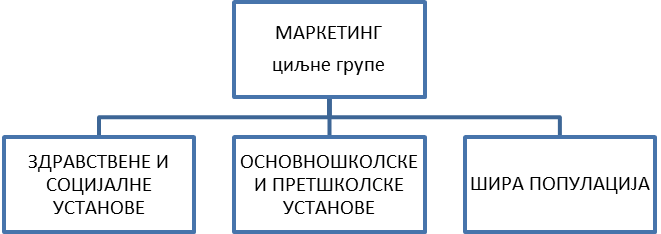 МАРКЕТИНГ
циљне групе
ЗДРАВСТВЕНЕ И
СОЦИЈАЛНЕ
УСТАНОВЕ
ОСНОВНОШКОЛСКЕ
И ПРЕТШКОЛСКЕ
УСТАНОВЕ
ШИРА ПОПУЛАЦИЈА